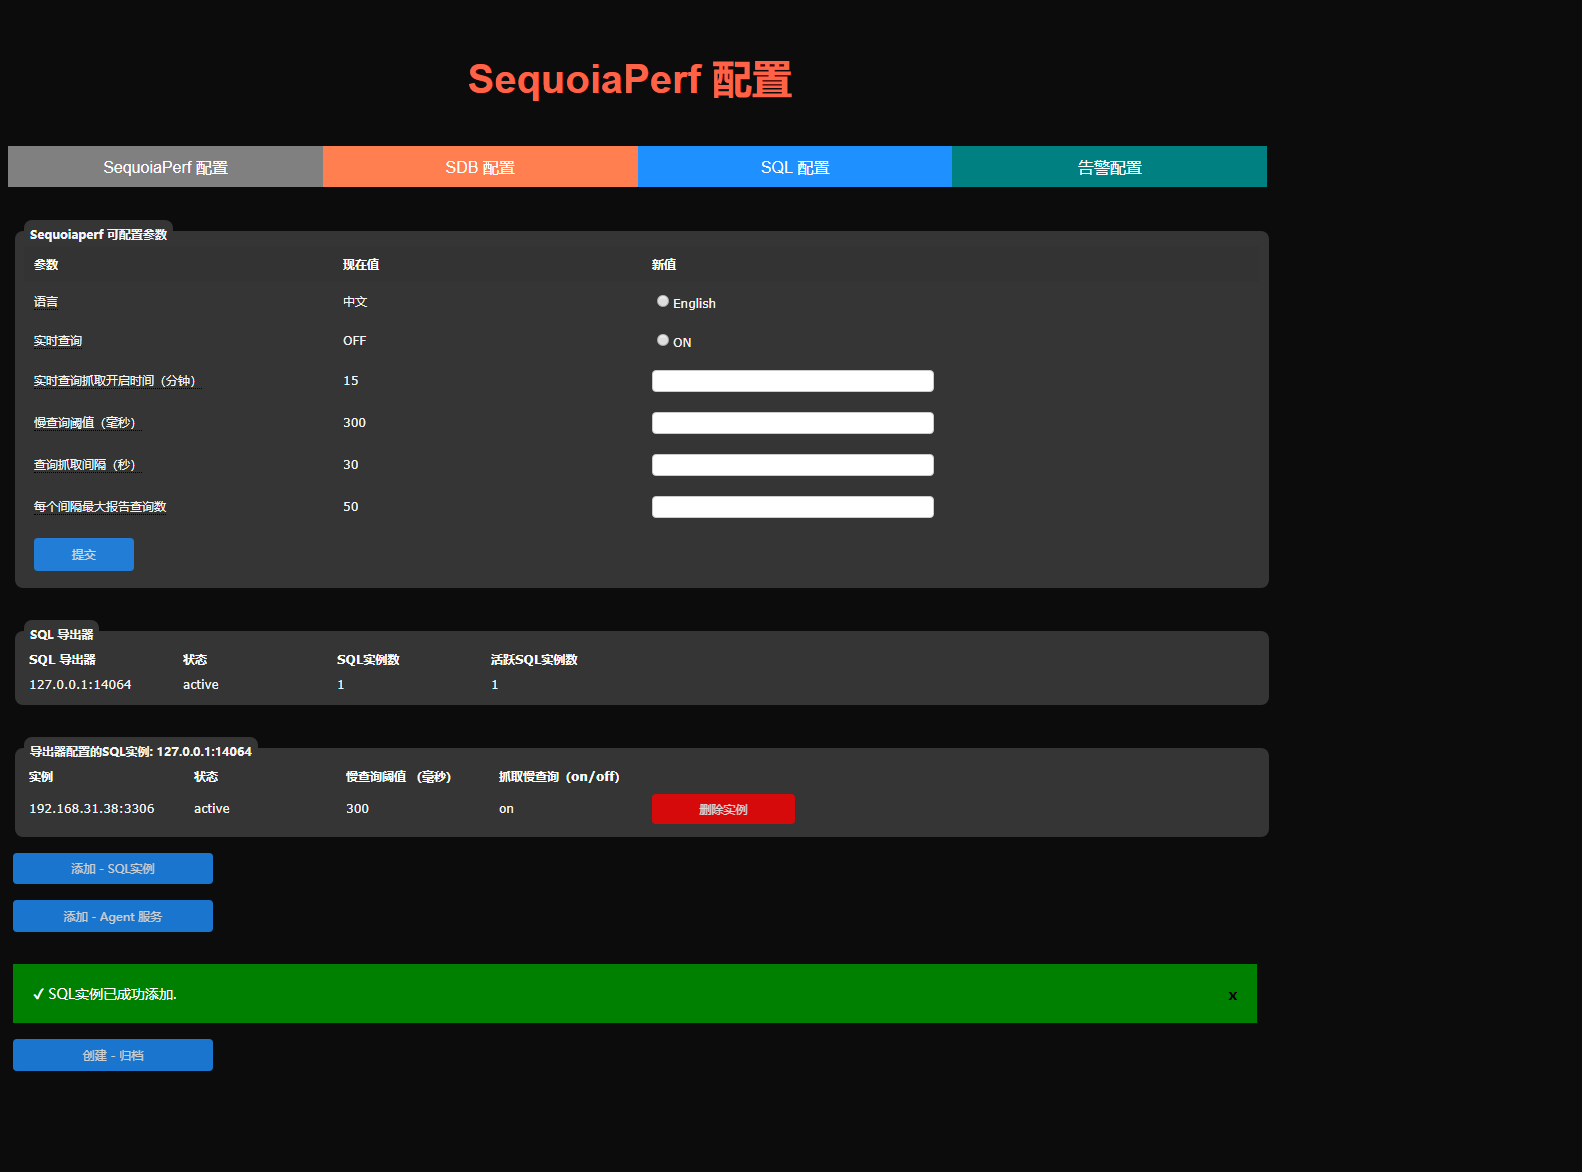 SequoiaPerf 配置
SequoiaPerf 配置 SDB 配置 SQL 配置 告警配置
Sequoiaperf 可配置参数
参数 现在值 新值
语言 中文 English
实时查询 OFF ON
实时查询抓取开启时间（分钟） 15
慢查询阈值（毫秒） 300
查询抓取间隔（秒） 30
每个间隔最大报告查询数 50
提交
SQL 导出器
SQL 导出器 状态 SQL实例数 活跃SQL实例数
127.0.0.1:14064 active 1 1
导出器配置的SQL实例: 127.0.0.1:14064
实例 状态 慢查询阈值 （毫秒） 抓取慢查询（on/off）
192.168.31.38:3306 active 300 on 删除实例
添加 - SQL实例
添加 - Agent 服务
✔ SQL实例已成功添加. x
创建 - 归档